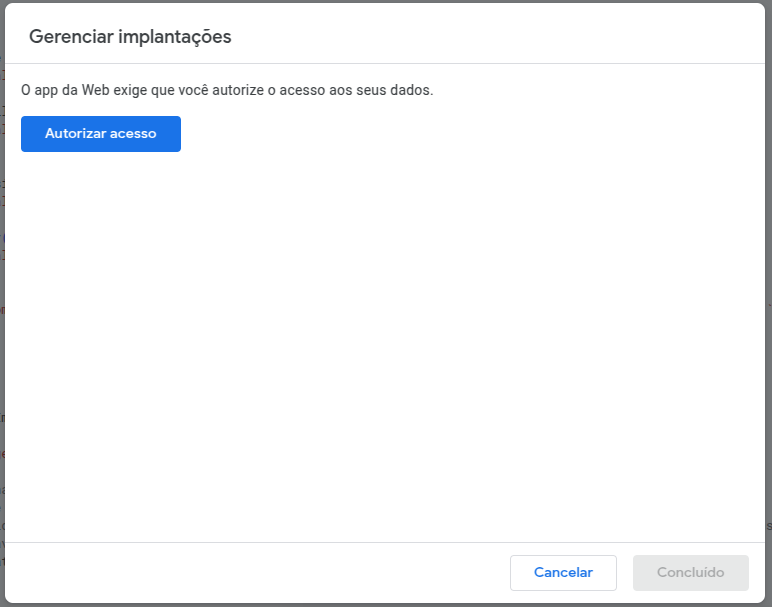 Gerenciar implantações
O app da Web exige que você autorize o acesso aos seus dados.
Autorizar acesso
Cancelar
Concluído